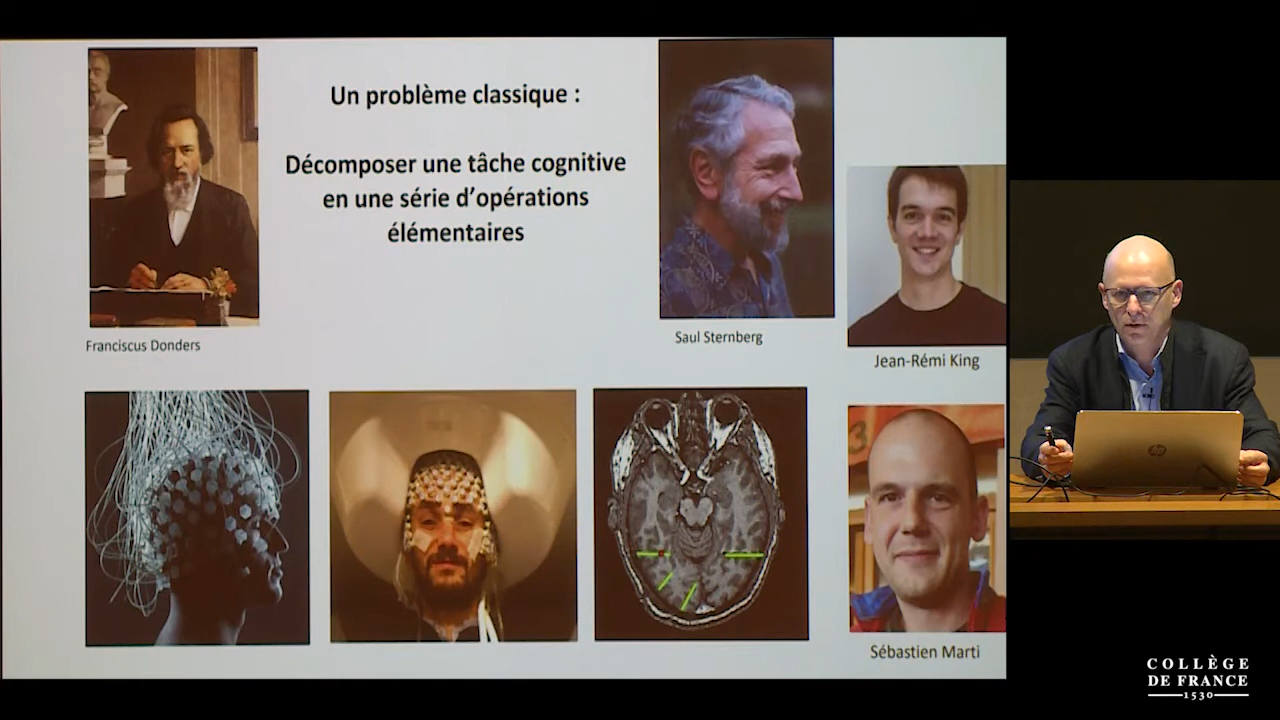 Un problème classique :
Décomposer une tâche cognitive
en une série d'opérations
élémentaires
Franciscus Donders
Saul Sternberg
Jean-Rémi King
Sébastien Marti
hp
COLLÈGE
DE FRANCE
1530